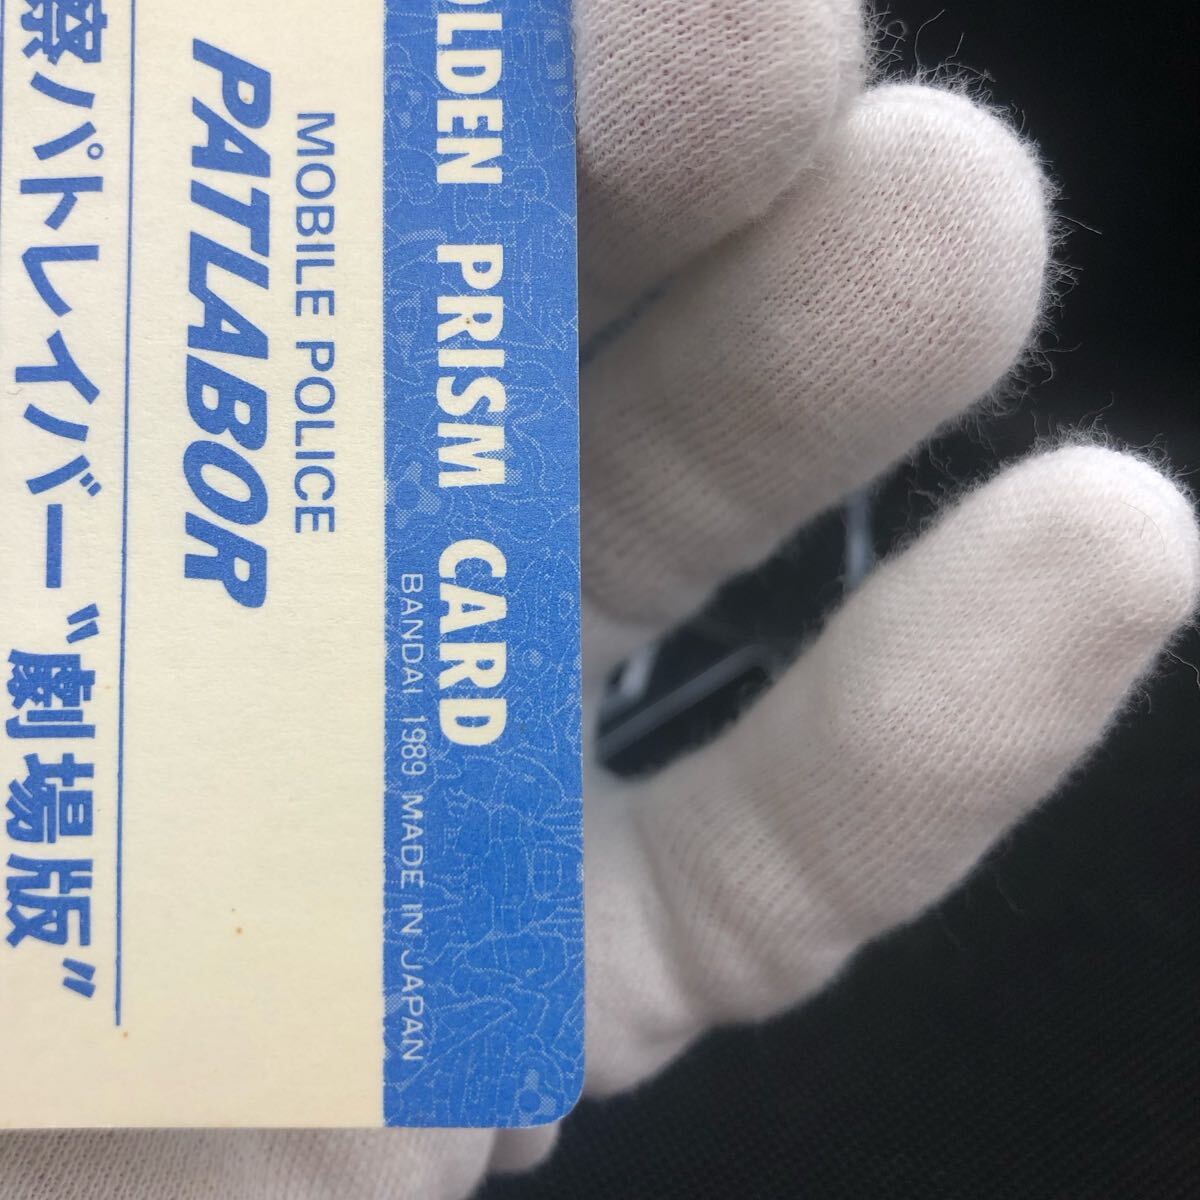 OLDEN PRISM CARD
BANDAI 1989 MADE IN JAPAN
MOBILE POLICE
PATLABOR
察パトレイバー“劇場版”